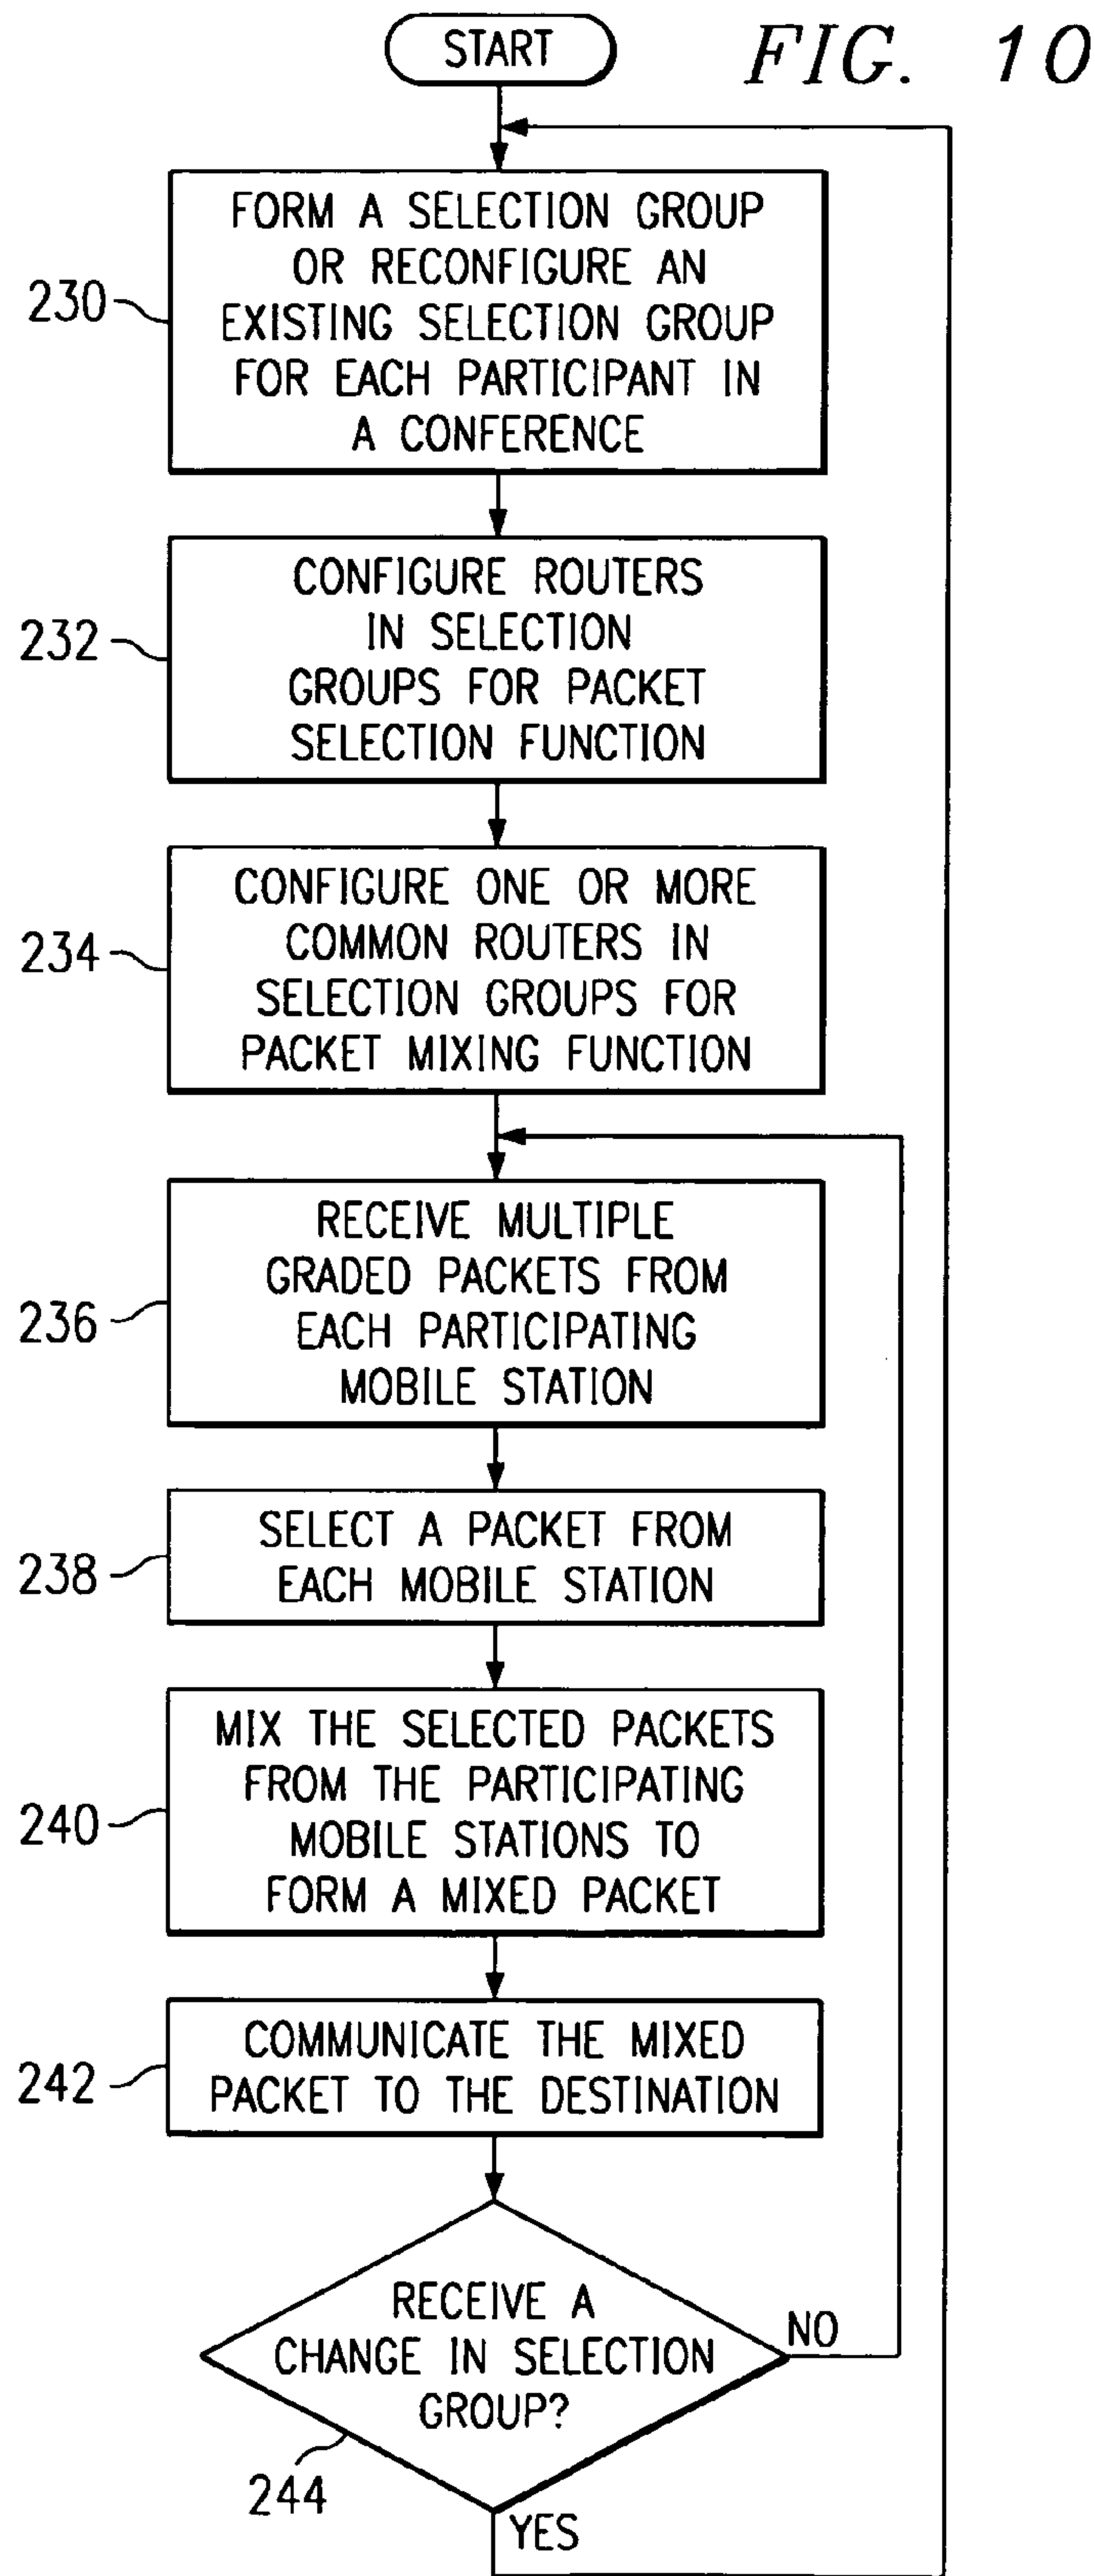 START
FIG. 10
FORM A SELECTION GROUP
OR RECONFIGURE AN
EXISTING SELECTION GROUP
FOR EACH PARTICIPANT IN
A CONFERENCE
230
CONFIGURE ROUTERS
IN SELECTION
GROUPS FOR PACKET
SELECTION FUNCTION
232
CONFIGURE ONE OR MORE
COMMON ROUTERS IN
SELECTION GROUPS FOR
PACKET MIXING FUNCTION
234
RECEIVE MULTIPLE
GRADED PACKETS FROM
EACH PARTICIPATING
MOBILE STATION
236
SELECT A PACKET FROM
EACH MOBILE STATION
238
MIX THE SELECTED PACKETS
FROM THE PARTICIPATING
MOBILE STATIONS TO
FORM A MIXED PACKET
240
COMMUNICATE THE MIXED
PACKET TO THE DESTINATION
242
RECEIVE A
CHANGE IN SELECTION
GROUP?
NO
244
YES